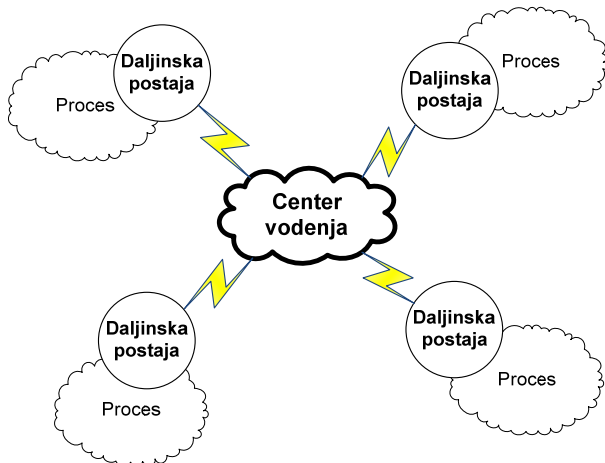 Daljinska
postaja
Proces
Daljinska
postaja
Proces
Center
vodenja
Daljinska
postaja
Proces
Daljinska
postaja
Proces